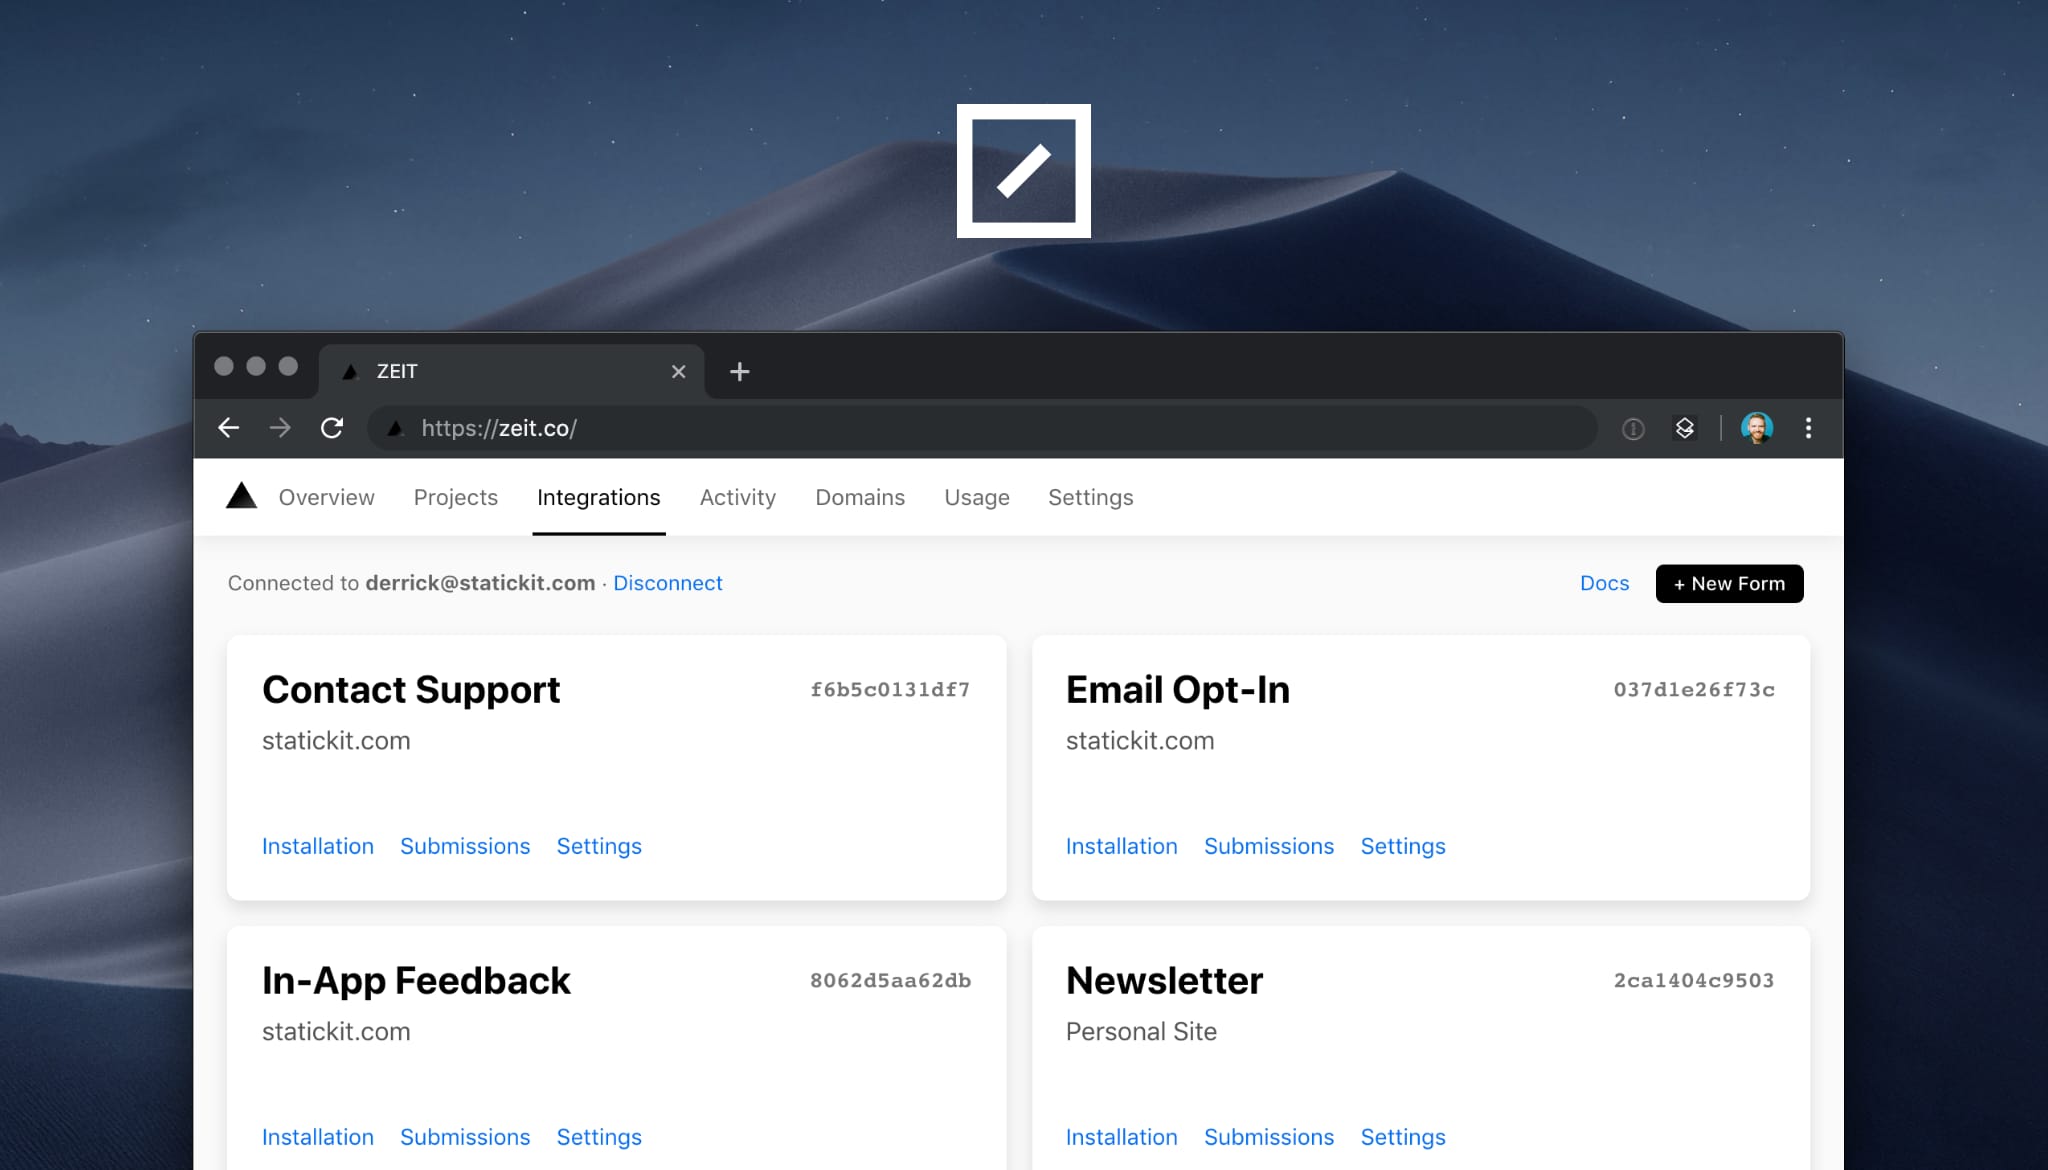 ZEIT
https://zeit.co/
Overview Projects Integrations Activity Domains Usage Settings
Connected to derrick@statickit.com · Disconnect
Docs + New Form
Contact Support f6b5c0131df7
statickit.com
Installation Submissions Settings
Email Opt-In 037d1e26f73c
statickit.com
Installation Submissions Settings
In-App Feedback 8062d5aa62db
statickit.com
Installation Submissions Settings
Newsletter 2ca1404c9503
Personal Site
Installation Submissions Settings